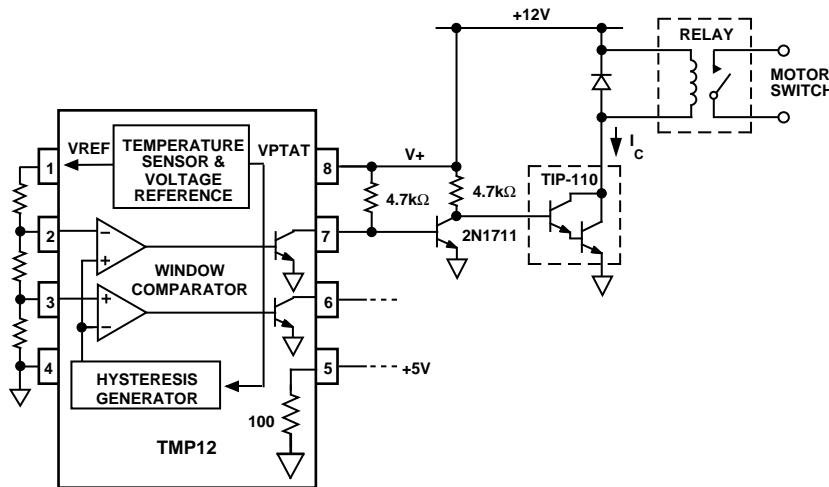 +12V
RELAY
MOTOR
SWITCH
I
C
TEMPERATURE
SENSOR &
VOLTAGE
REFERENCE
VREF
VPTAT
1
8
V+
4.7kΩ
4.7kΩ
TIP-110
2
7
2N1711
WINDOW
COMPARATOR
3
6
4
5
+5V
HYSTERESIS
GENERATOR
100
TMP12